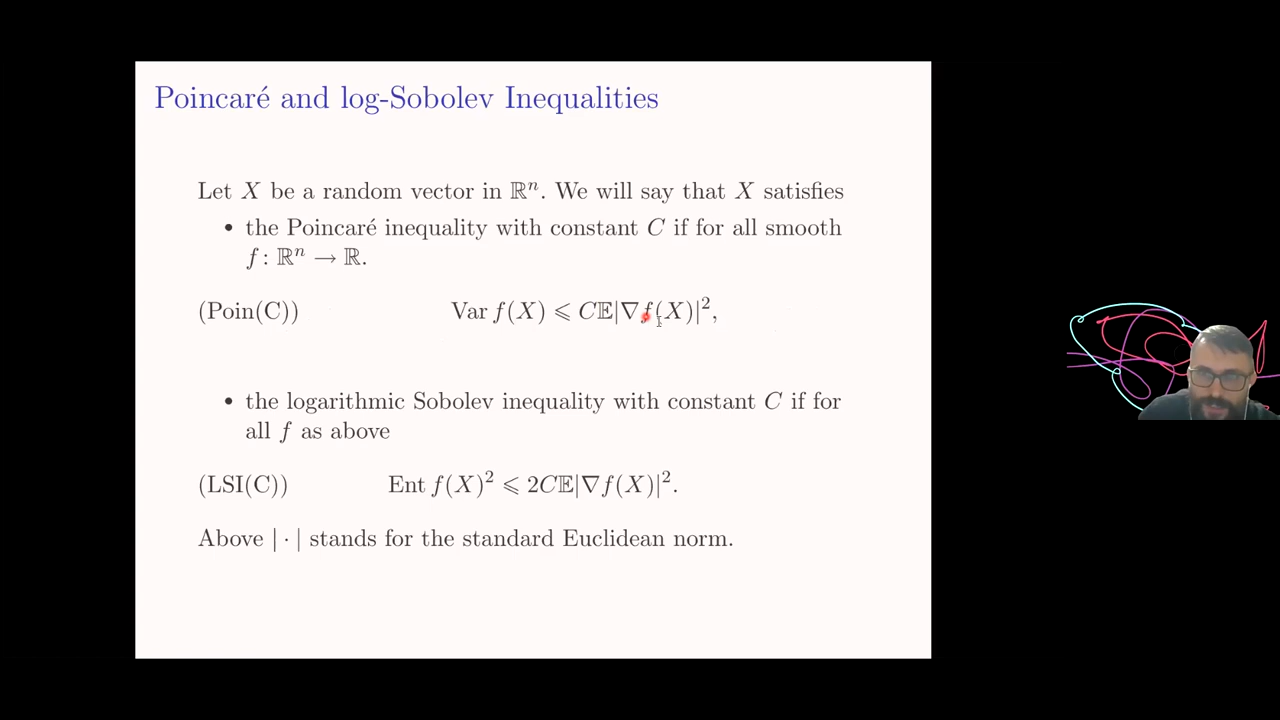 Poincaré and log-Sobolev Inequalities
Let X be a random vector in ℝⁿ. We will say that X satisfies
• the Poincaré inequality with constant C if for all smooth
f: ℝⁿ → ℝ.
(Poin(C)) Var f(X) ⩽ C𝔼|∇f(X)|²,
• the logarithmic Sobolev inequality with constant C if for
all f as above
(LSI(C)) Ent f(X)² ⩽ 2C𝔼|∇f(X)|².
Above | · | stands for the standard Euclidean norm.